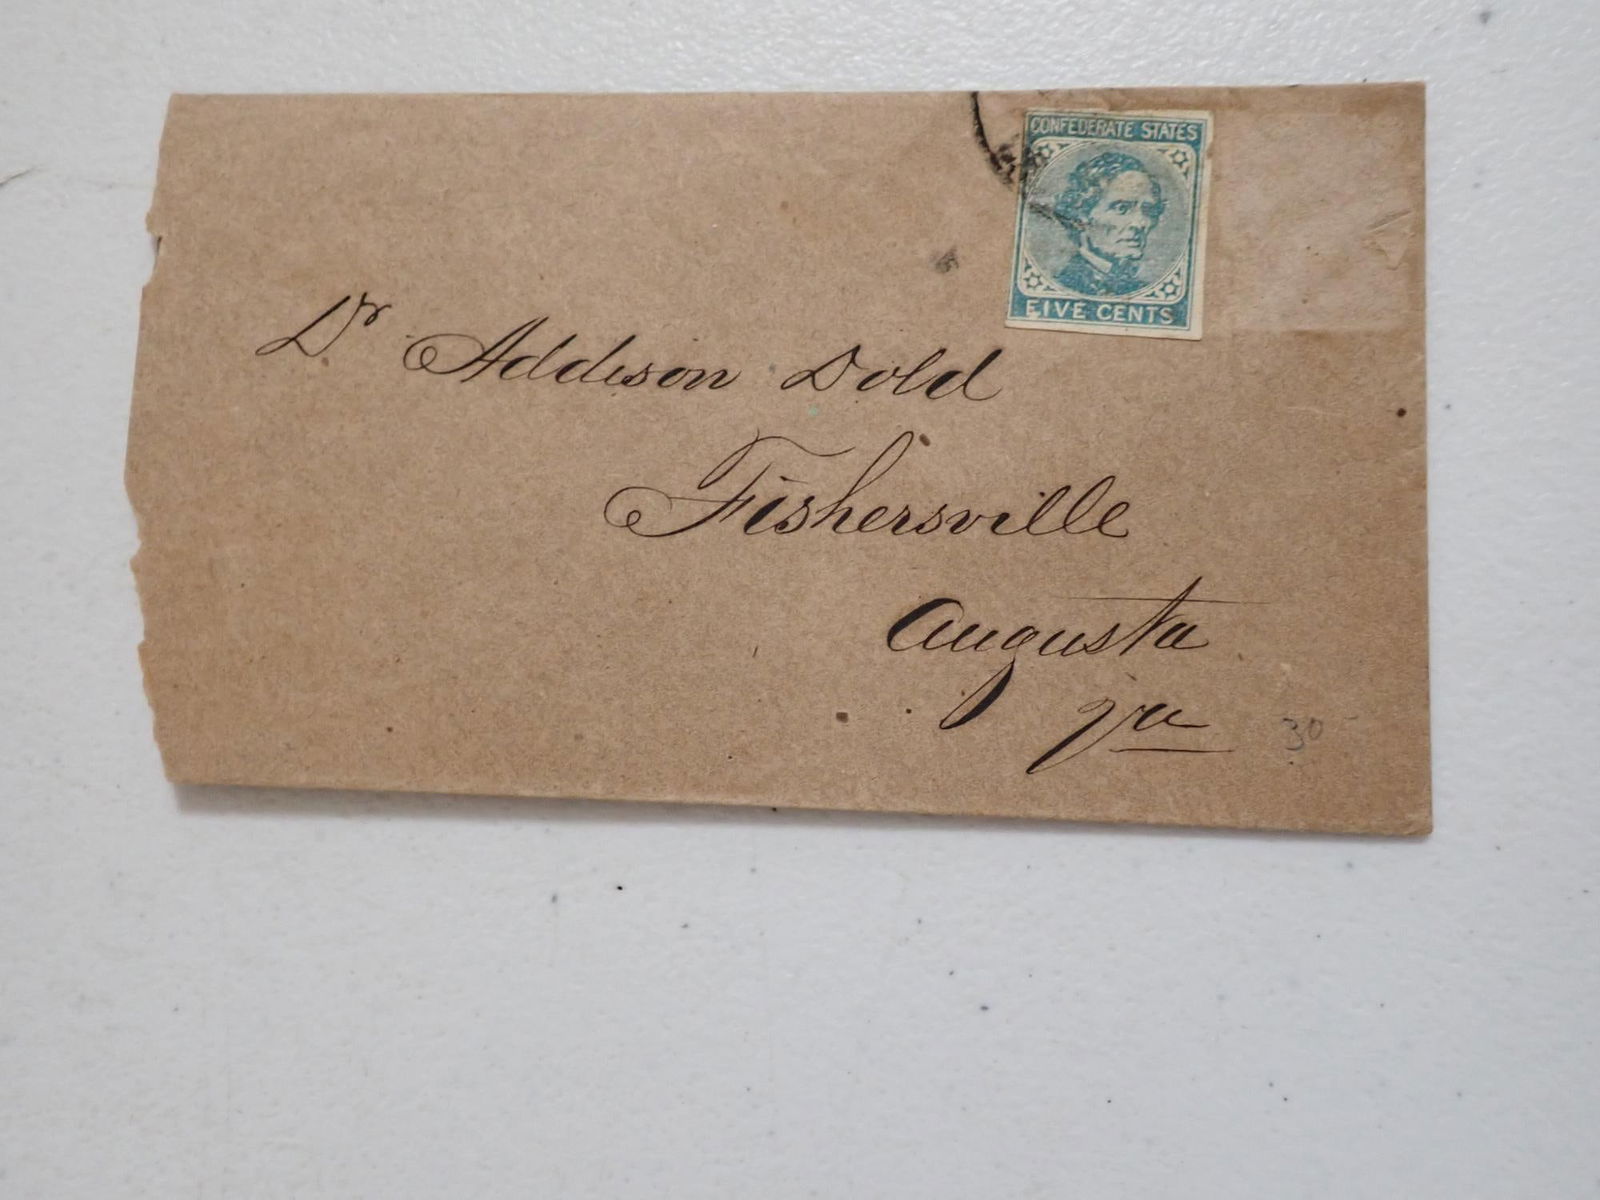 CONFEDERATE STATES
FIVE CENTS
Dr Addison Dold
Fishersville
Augusta
Va
30